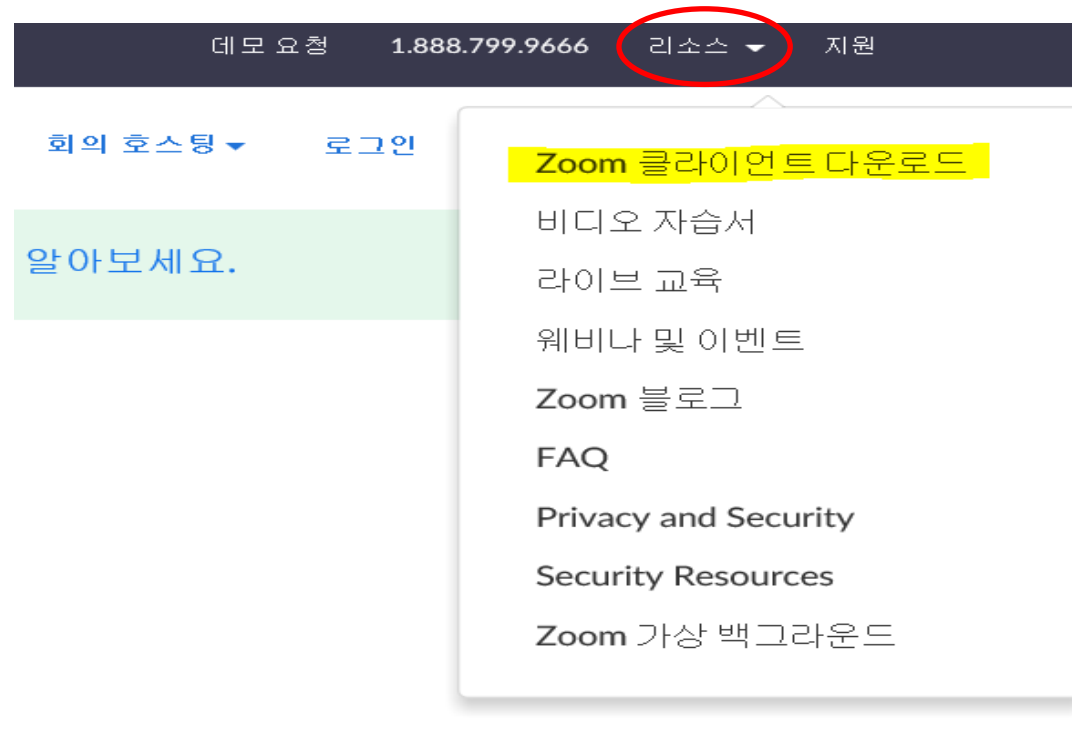 데모 요청 1.888.799.9666 리소스 지원
회의 호스팅 로그인
알아보세요.
Zoom 클라이언트 다운로드
비디오 자습서
라이브 교육
웨비나 및 이벤트
Zoom 블로그
FAQ
Privacy and Security
Security Resources
Zoom 가상 백그라운드